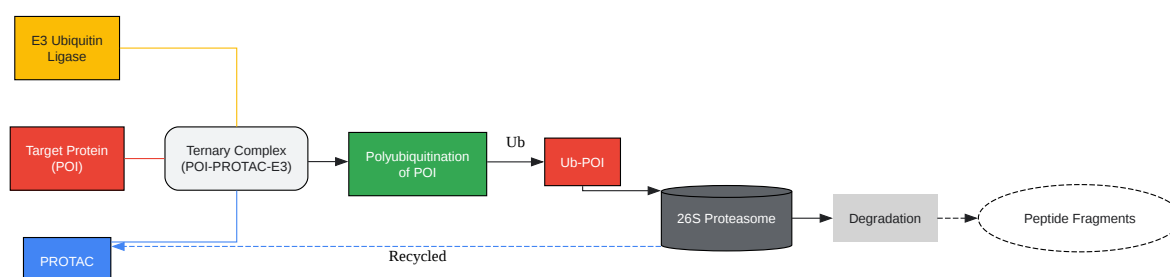 E3 Ubiquitin
Ligase
Target Protein
(POI)
Ternary Complex
(POI-PROTAC-E3)
Polyubiquitination
of POI
Ub
Ub-POI
26S Proteasome
Degradation
Peptide Fragments
PROTAC
Recycled